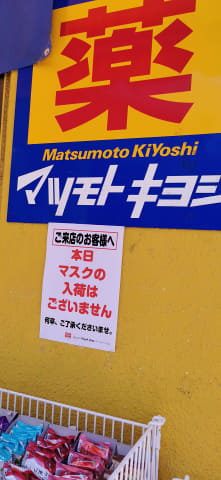 薬
Matsumoto KiYoshi
マツモトキヨシ
ご来店のお客様へ
本日
マスクの
入荷は
ございません
何卒、ご了承くださいませ。